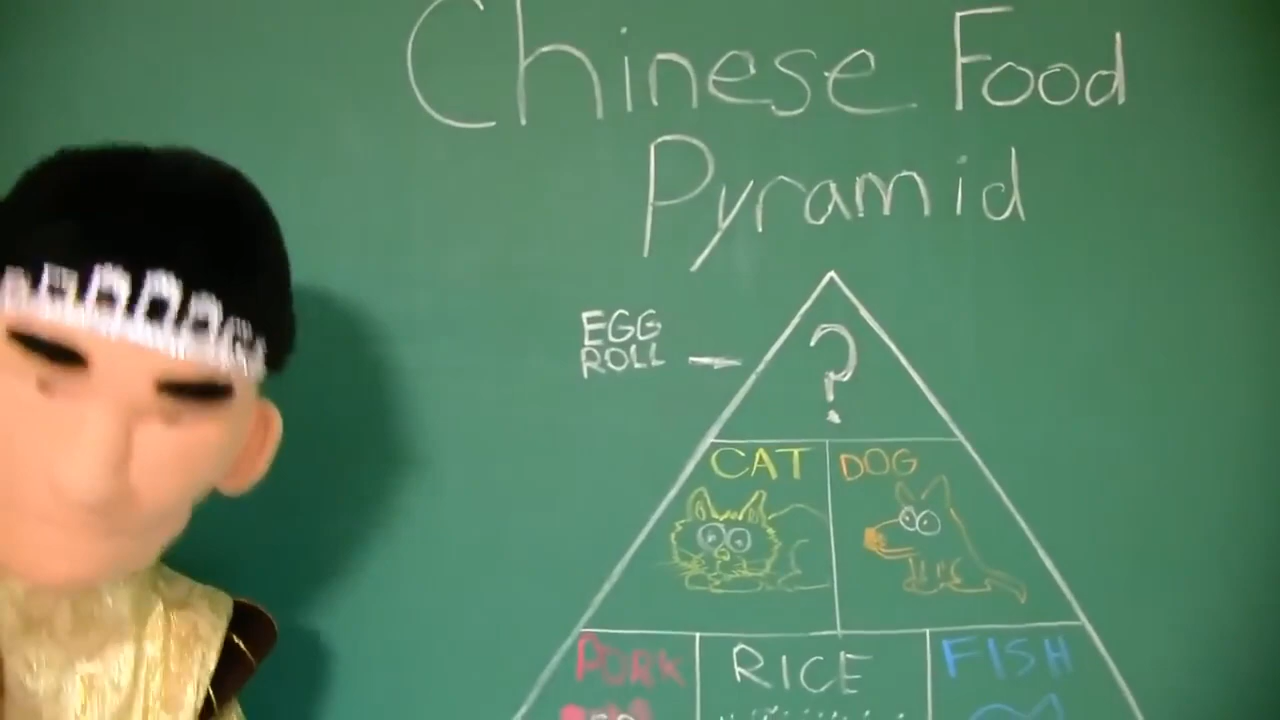 Chinese Food
Pyramid
EGG
ROLL
?
CAT
DOG
PORK
RICE
FISH